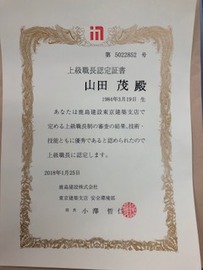 第 5022852 号
上級職長認定証書
山田 茂 殿
1984年3月19日 生
あなたは鹿島建設東京建築支店で
定める上級職長制の審査の結果、技術・
技能ともに優秀であると認められたので
上級職長に認定します。
2018年1月25日
鹿島建設株式会社
東京建築支店 安全環境部
部長 小澤 哲